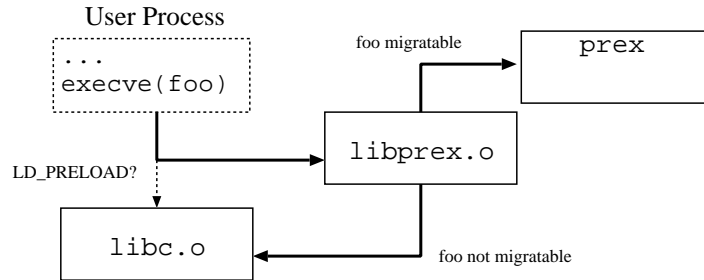 User Process
...
execve(foo)
foo migratable
prex
libprex.o
LD_PRELOAD?
libc.o
foo not migratable